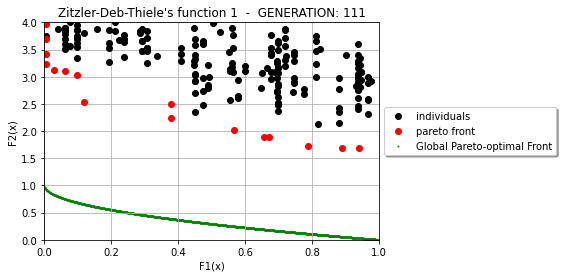 Zitzler-Deb-Thiele's function 1  -  GENERATION: 111
4.0
3.5
3.0
2.5
2.0
1.5
1.0
0.5
0.0
F2(x)
0.0 0.2 0.4 0.6 0.8 1.0
F1(x)
individuals
pareto front
Global Pareto-optimal Front